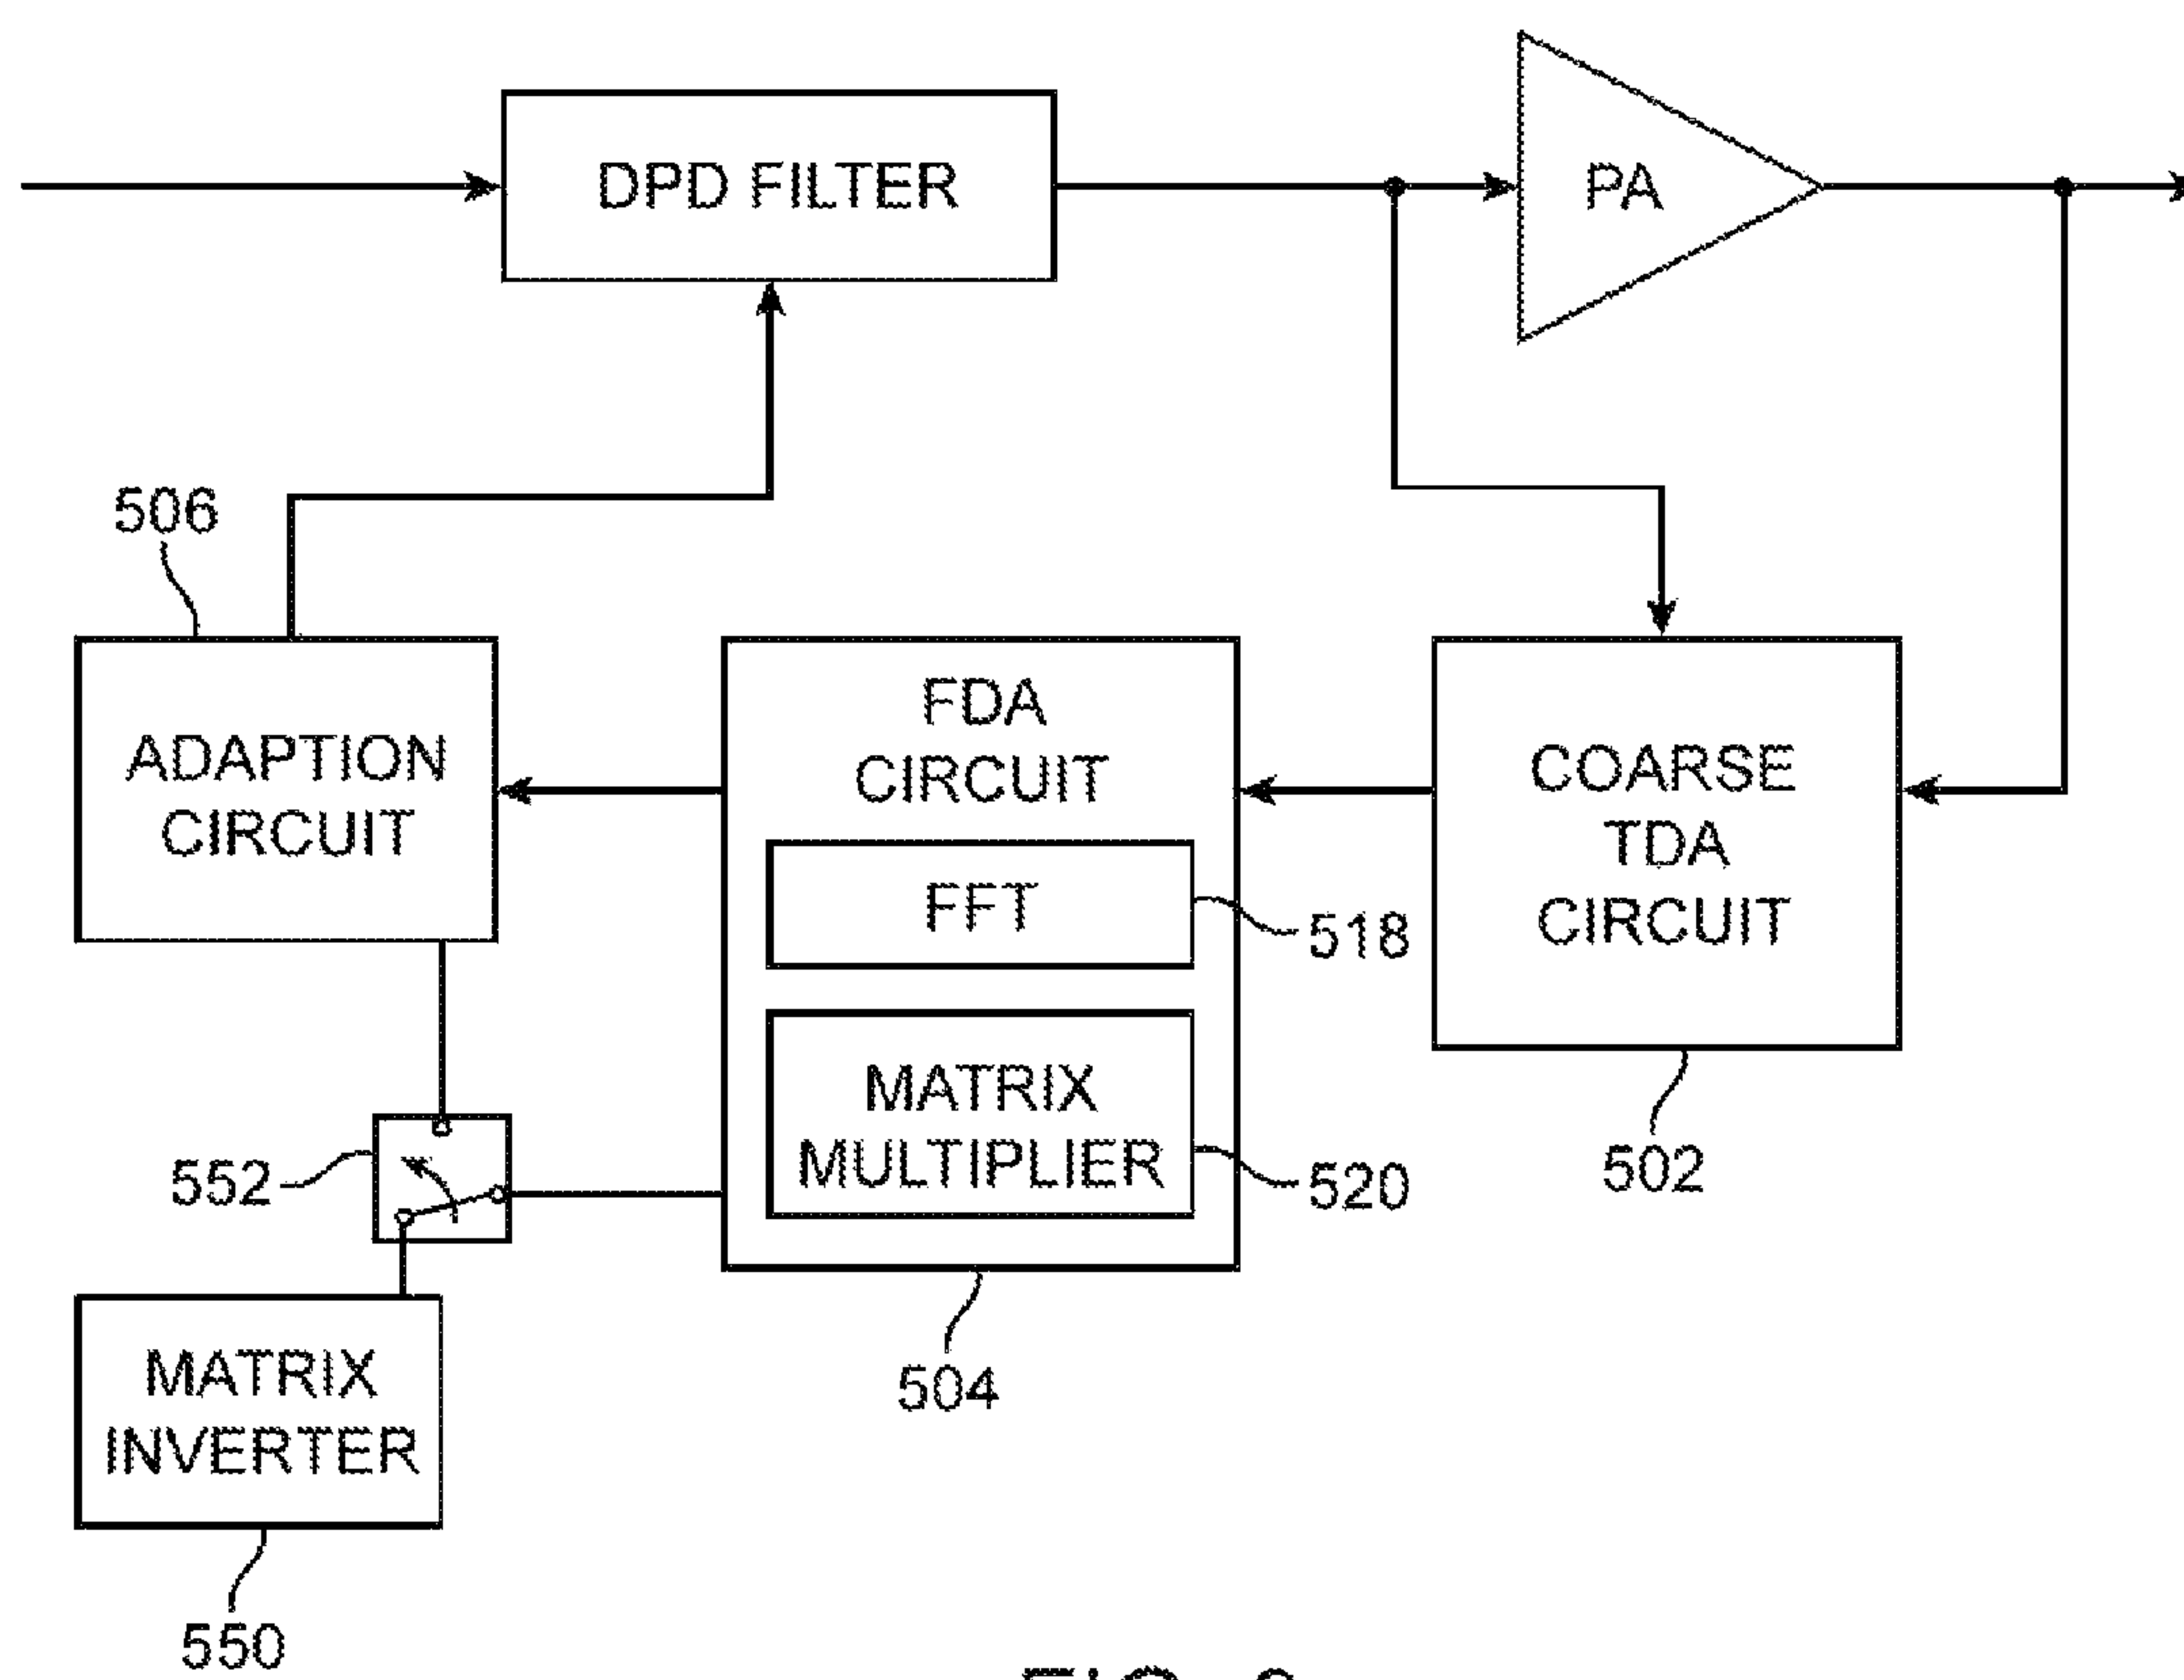 DPD FILTER
PA
506
ADAPTION
CIRCUIT
FDA
CIRCUIT
FFT
518
MATRIX
MULTIPLIER
520
504
COARSE
TDA
CIRCUIT
502
552
MATRIX
INVERTER
550